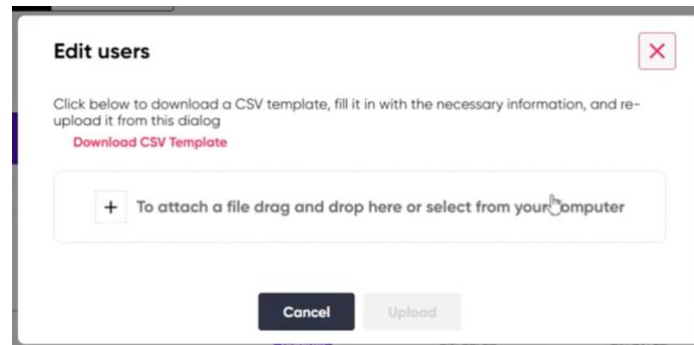 Edit users
Click below to download a CSV template, fill it in with the necessary information, and re-
upload it from this dialog
Download CSV Template
To attach a file drag and drop here or select from your computer
Cancel
Upload